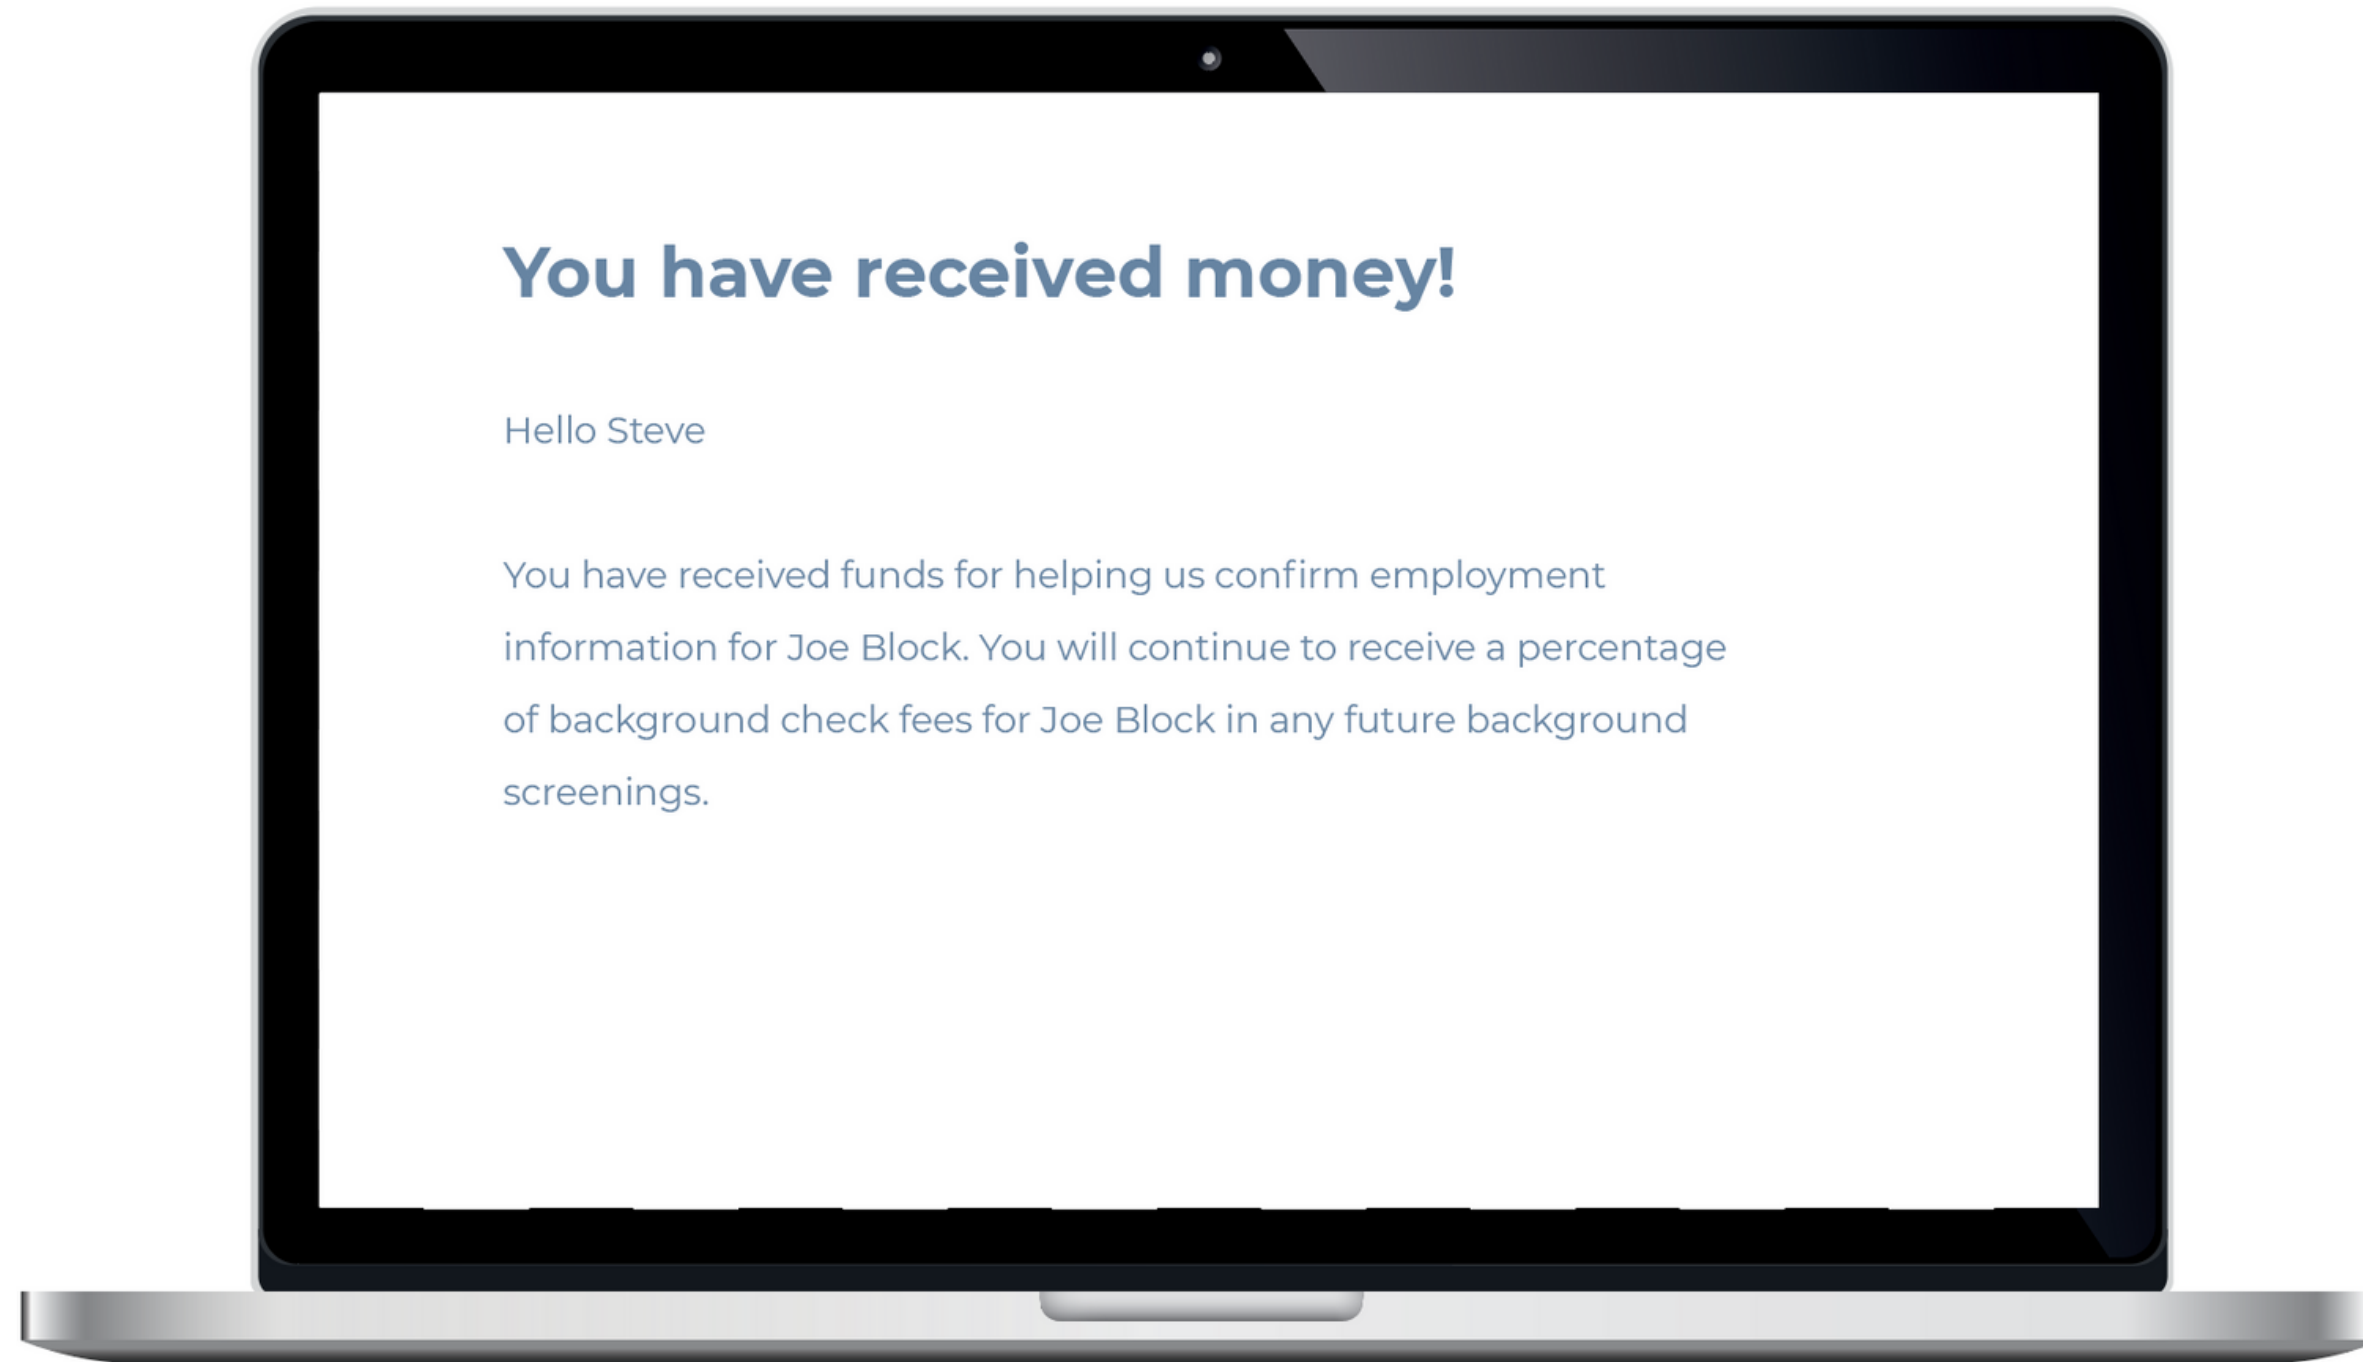 You have received money!
Hello Steve
You have received funds for helping us confirm employment
information for Joe Block. You will continue to receive a percentage
of background check fees for Joe Block in any future background
screenings.